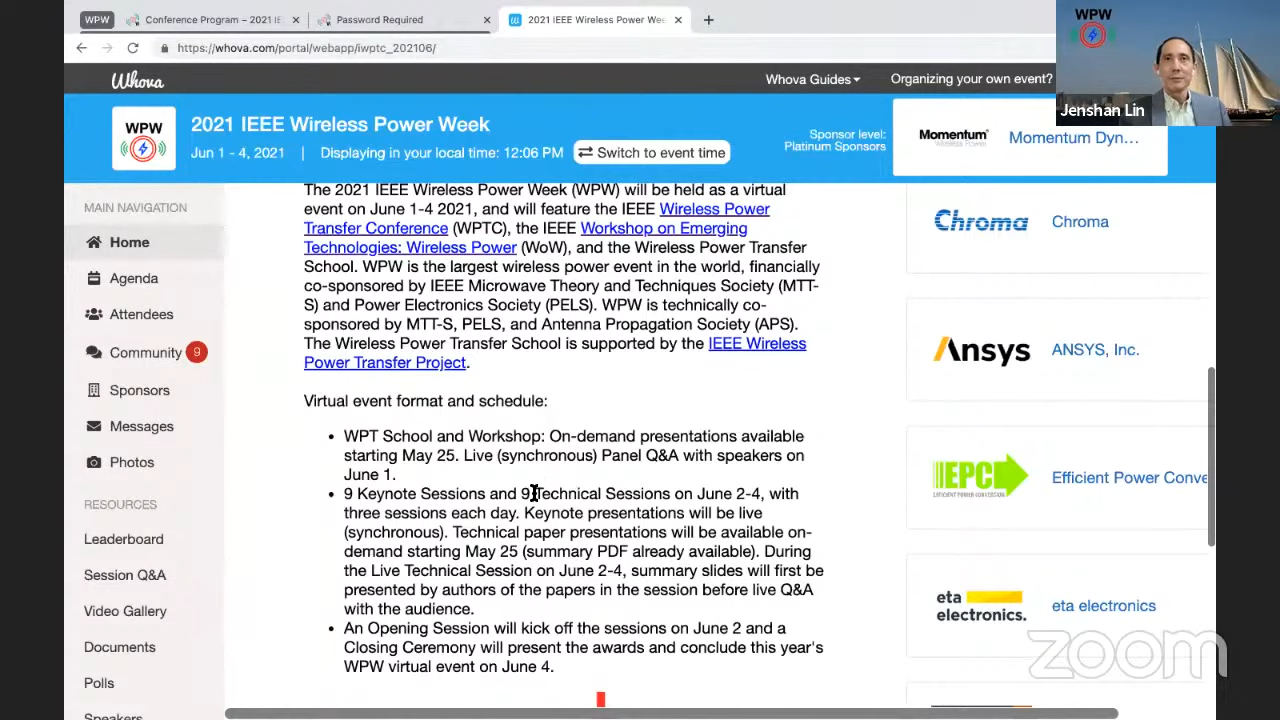 WPW
Conference Program – 2021 IE
Password Required
2021 IEEE Wireless Power Wee
https://whova.com/portal/webapp/iwptc_202106/
WPW
Jenshan Lin
Whova
Whova Guides
Organizing your own event?
WPW
2021 IEEE Wireless Power Week
Jun 1 - 4, 2021 | Displaying in your local time: 12:06 PM
Switch to event time
Sponsor level:
Platinum Sponsors
Momentum
Momentum Dyn...
MAIN NAVIGATION
Home
Agenda
Attendees
Community 9
Sponsors
Messages
Photos
RESOURCES
Leaderboard
Session Q&A
Video Gallery
Documents
Polls
Speakers
The 2021 IEEE Wireless Power Week (WPW) will be held as a virtual
event on June 1-4 2021, and will feature the IEEE Wireless Power
Transfer Conference (WPTC), the IEEE Workshop on Emerging
Technologies: Wireless Power (WoW), and the Wireless Power Transfer
School. WPW is the largest wireless power event in the world, financially
co-sponsored by IEEE Microwave Theory and Techniques Society (MTT-
S) and Power Electronics Society (PELS). WPW is technically co-
sponsored by MTT-S, PELS, and Antenna Propagation Society (APS).
The Wireless Power Transfer School is supported by the IEEE Wireless
Power Transfer Project.
Virtual event format and schedule:
• WPT School and Workshop: On-demand presentations available
starting May 25. Live (synchronous) Panel Q&A with speakers on
June 1.
• 9 Keynote Sessions and 9 Technical Sessions on June 2-4, with
three sessions each day. Keynote presentations will be live
(synchronous). Technical paper presentations will be available on-
demand starting May 25 (summary PDF already available). During
the Live Technical Session on June 2-4, summary slides will first be
presented by authors of the papers in the session before live Q&A
with the audience.
• An Opening Session will kick off the sessions on June 2 and a
Closing Ceremony will present the awards and conclude this year's
WPW virtual event on June 4.
Chroma
Chroma
Ansys
ANSYS, Inc.
EPC
EFFICIENT POWER CONVERSION
Efficient Power Conve
eta
electronics.
eta electronics
zoom